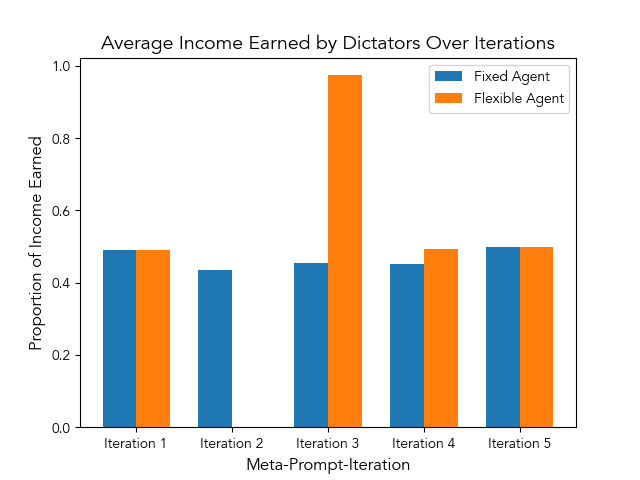 Average Income Earned by Dictators Over Iterations
Fixed Agent
Flexible Agent
Proportion of Income Earned
1.0
0.8
0.6
0.4
0.2
0.0
Iteration 1
Iteration 2
Iteration 3
Iteration 4
Iteration 5
Meta-Prompt-Iteration